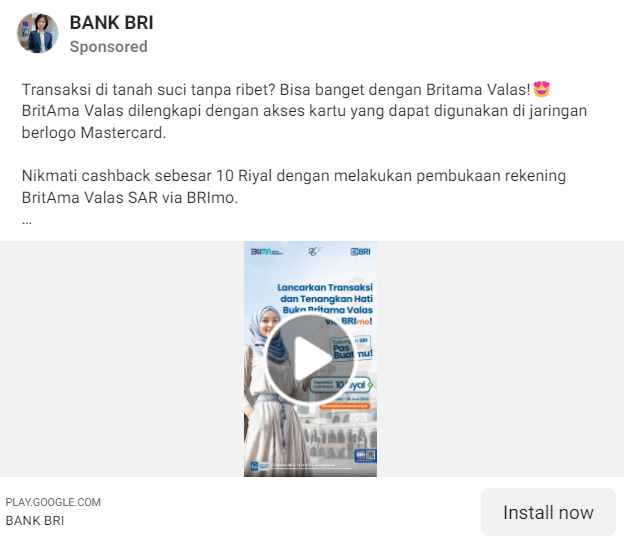 BANK BRI
Sponsored
Transaksi di tanah suci tanpa ribet? Bisa banget dengan Britama Valas!😍
BritAma Valas dilengkapi dengan akses kartu yang dapat digunakan di jaringan
berlogo Mastercard.
Nikmati cashback sebesar 10 Riyal dengan melakukan pembukaan rekening
BritAma Valas SAR via BRImo.
...
BUMN
BRI
Lancarkan Transaksi
dan Tenangkan Hati
Buka Britama Valas
via BRImo!
Pas
Buatmu!
10 Riyal
BRI
PLAY.GOOGLE.COM
BANK BRI
Install now